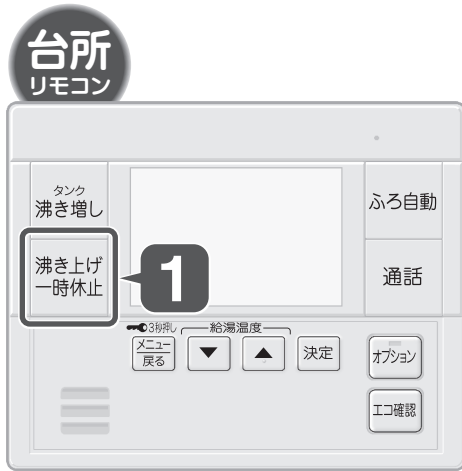 台所
リモコン
タンク
沸き増し
ふろ自動
沸き上げ
一時休止
1
通話
3秒押し
給湯温度
メニュー
戻る
▼
▲
決定
オプション
エコ確認